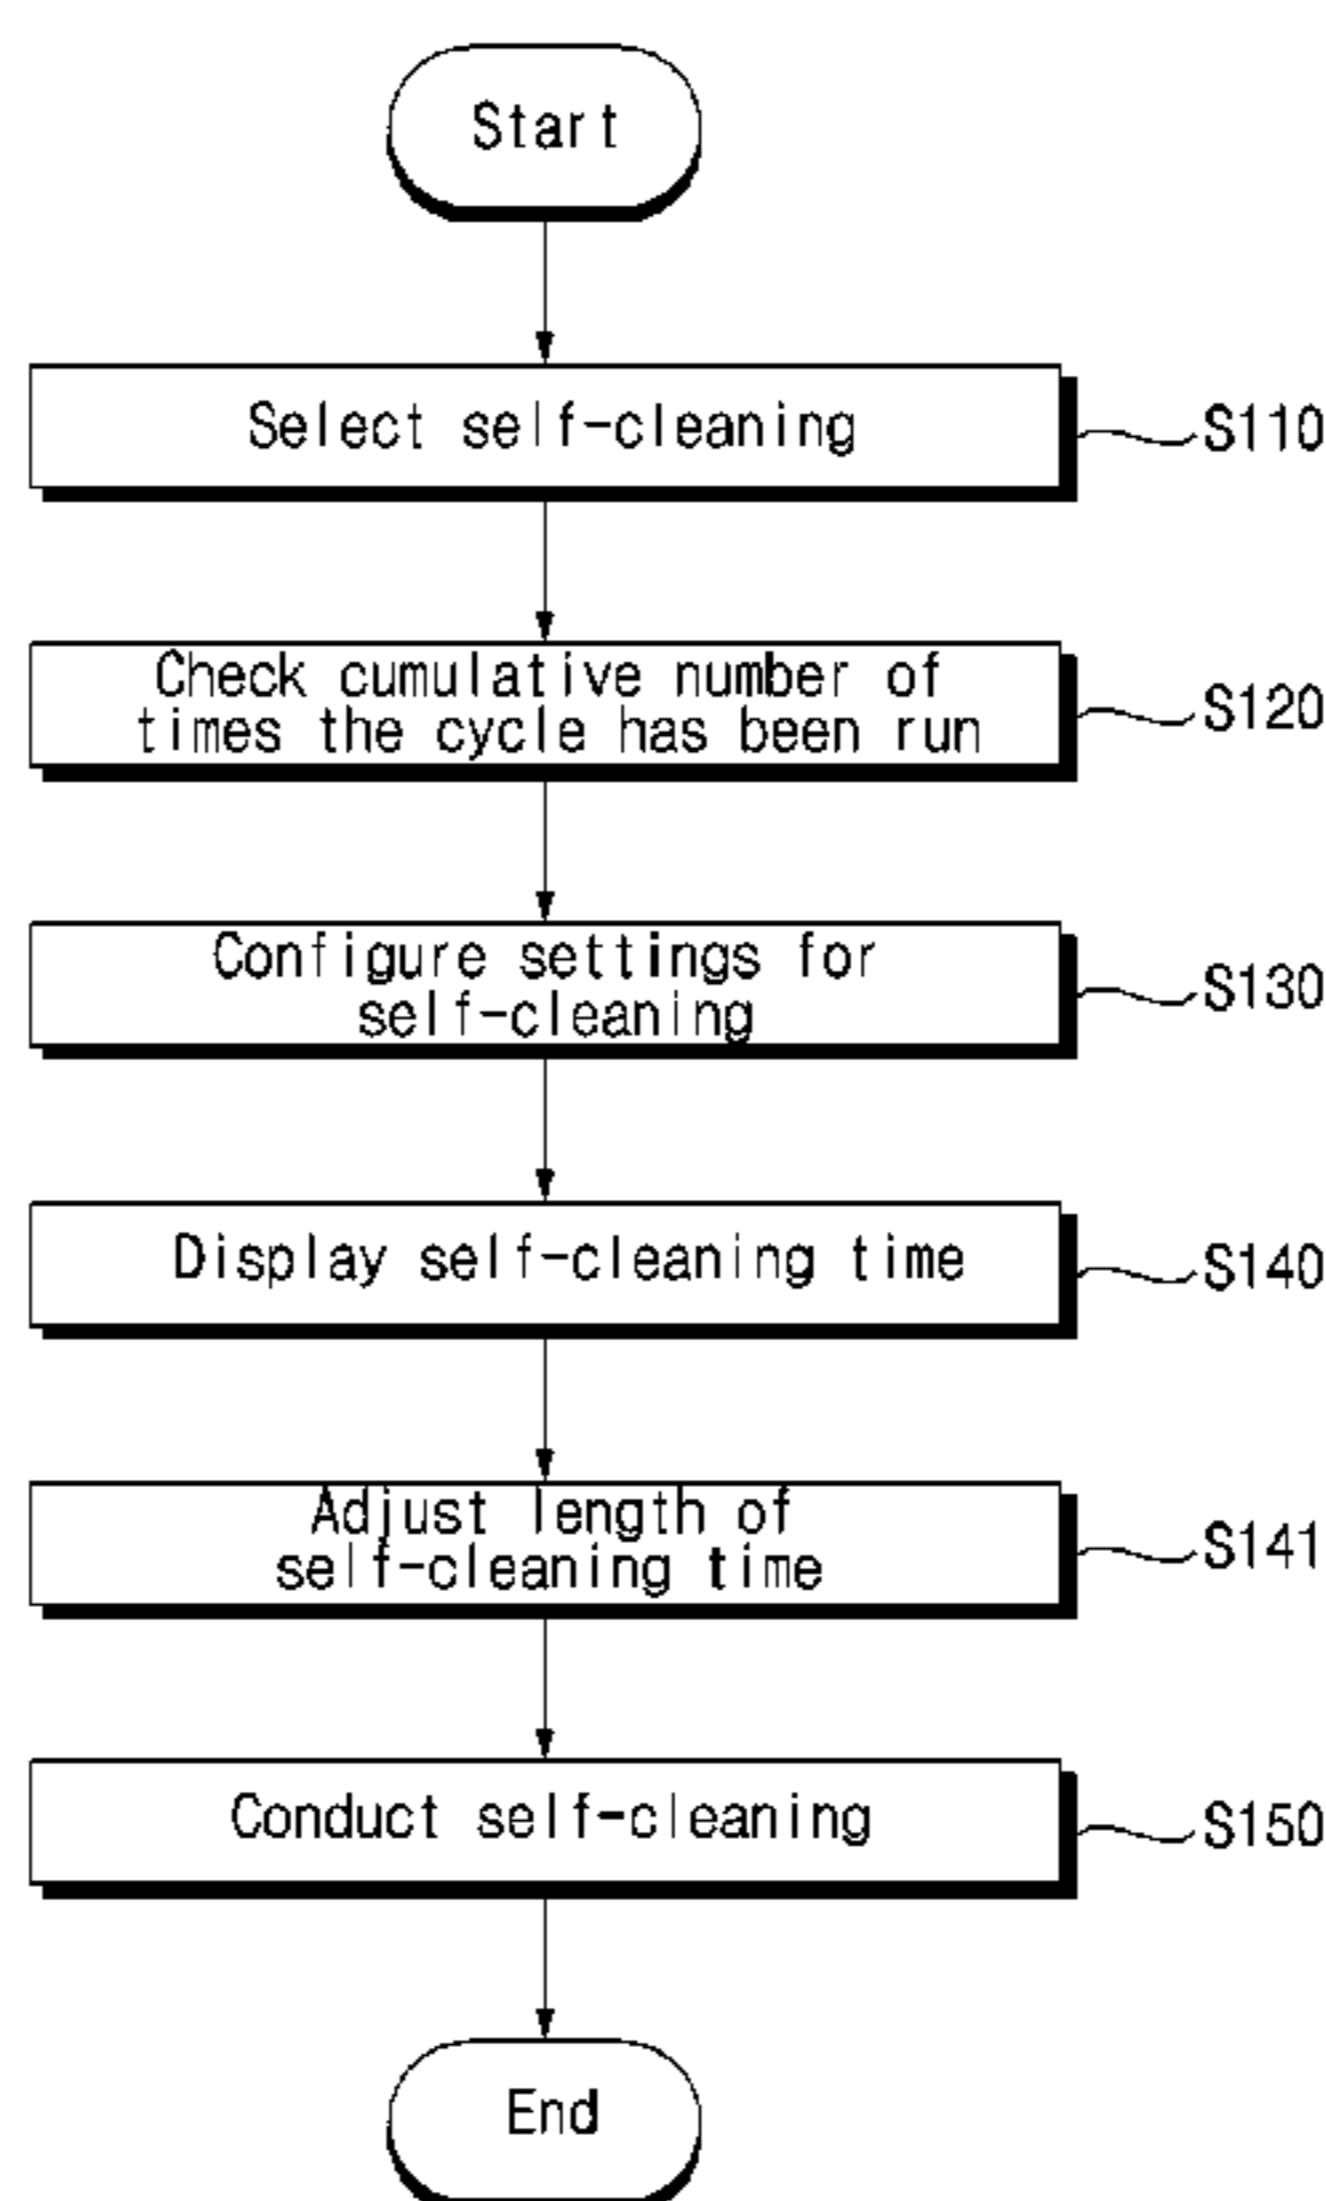 Start
Select self-cleaning
S110
Check cumulative number of
times the cycle has been run
S120
Configure settings for
self-cleaning
S130
Display self-cleaning time
S140
Adjust length of
self-cleaning time
S141
Conduct self-cleaning
S150
End